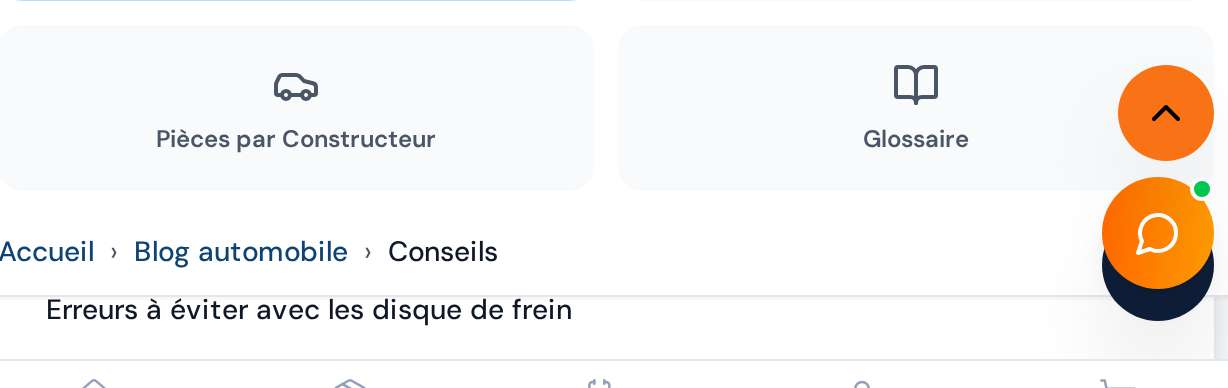 Pièces par Constructeur
Glossaire
Accueil › Blog automobile › Conseils
Erreurs à éviter avec les disque de frein